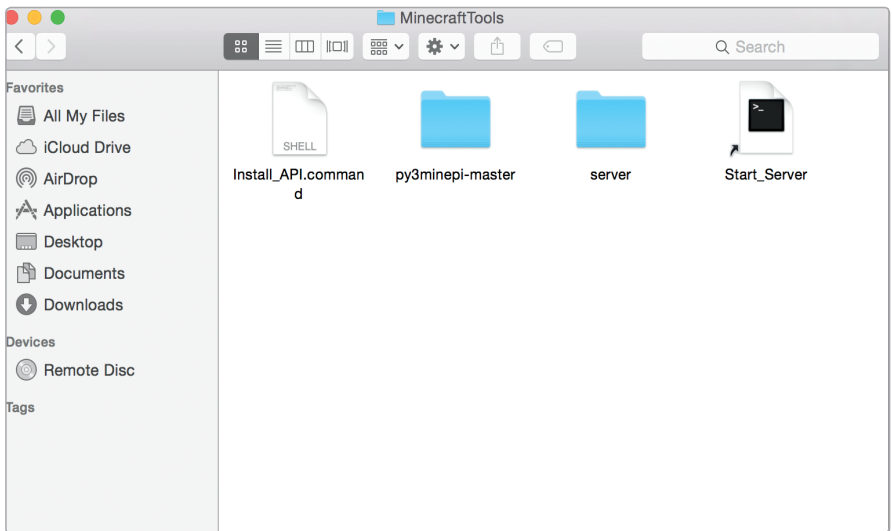 MinecraftTools
Search
Favorites
All My Files
iCloud Drive
AirDrop
Applications
Desktop
Documents
Downloads
Devices
Remote Disc
Tags
SHELL
>_
Install_API.comman
d
py3minepi-master
server
Start_Server